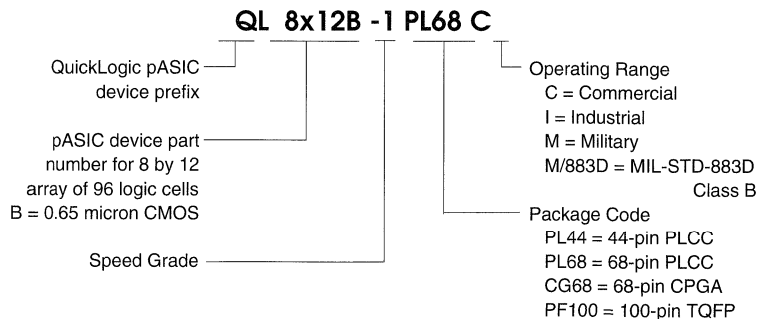 QL 8x12B -1 PL68 C
QuickLogic pASIC
device prefix
pASIC device part
number for 8 by 12
array of 96 logic cells
B = 0.65 micron CMOS
Speed Grade
Operating Range
C = Commercial
I = Industrial
M = Military
M/883D = MIL-STD-883D
Class B
Package Code
PL44 = 44-pin PLCC
PL68 = 68-pin PLCC
CG68 = 68-pin CPGA
PF100 = 100-pin TQFP